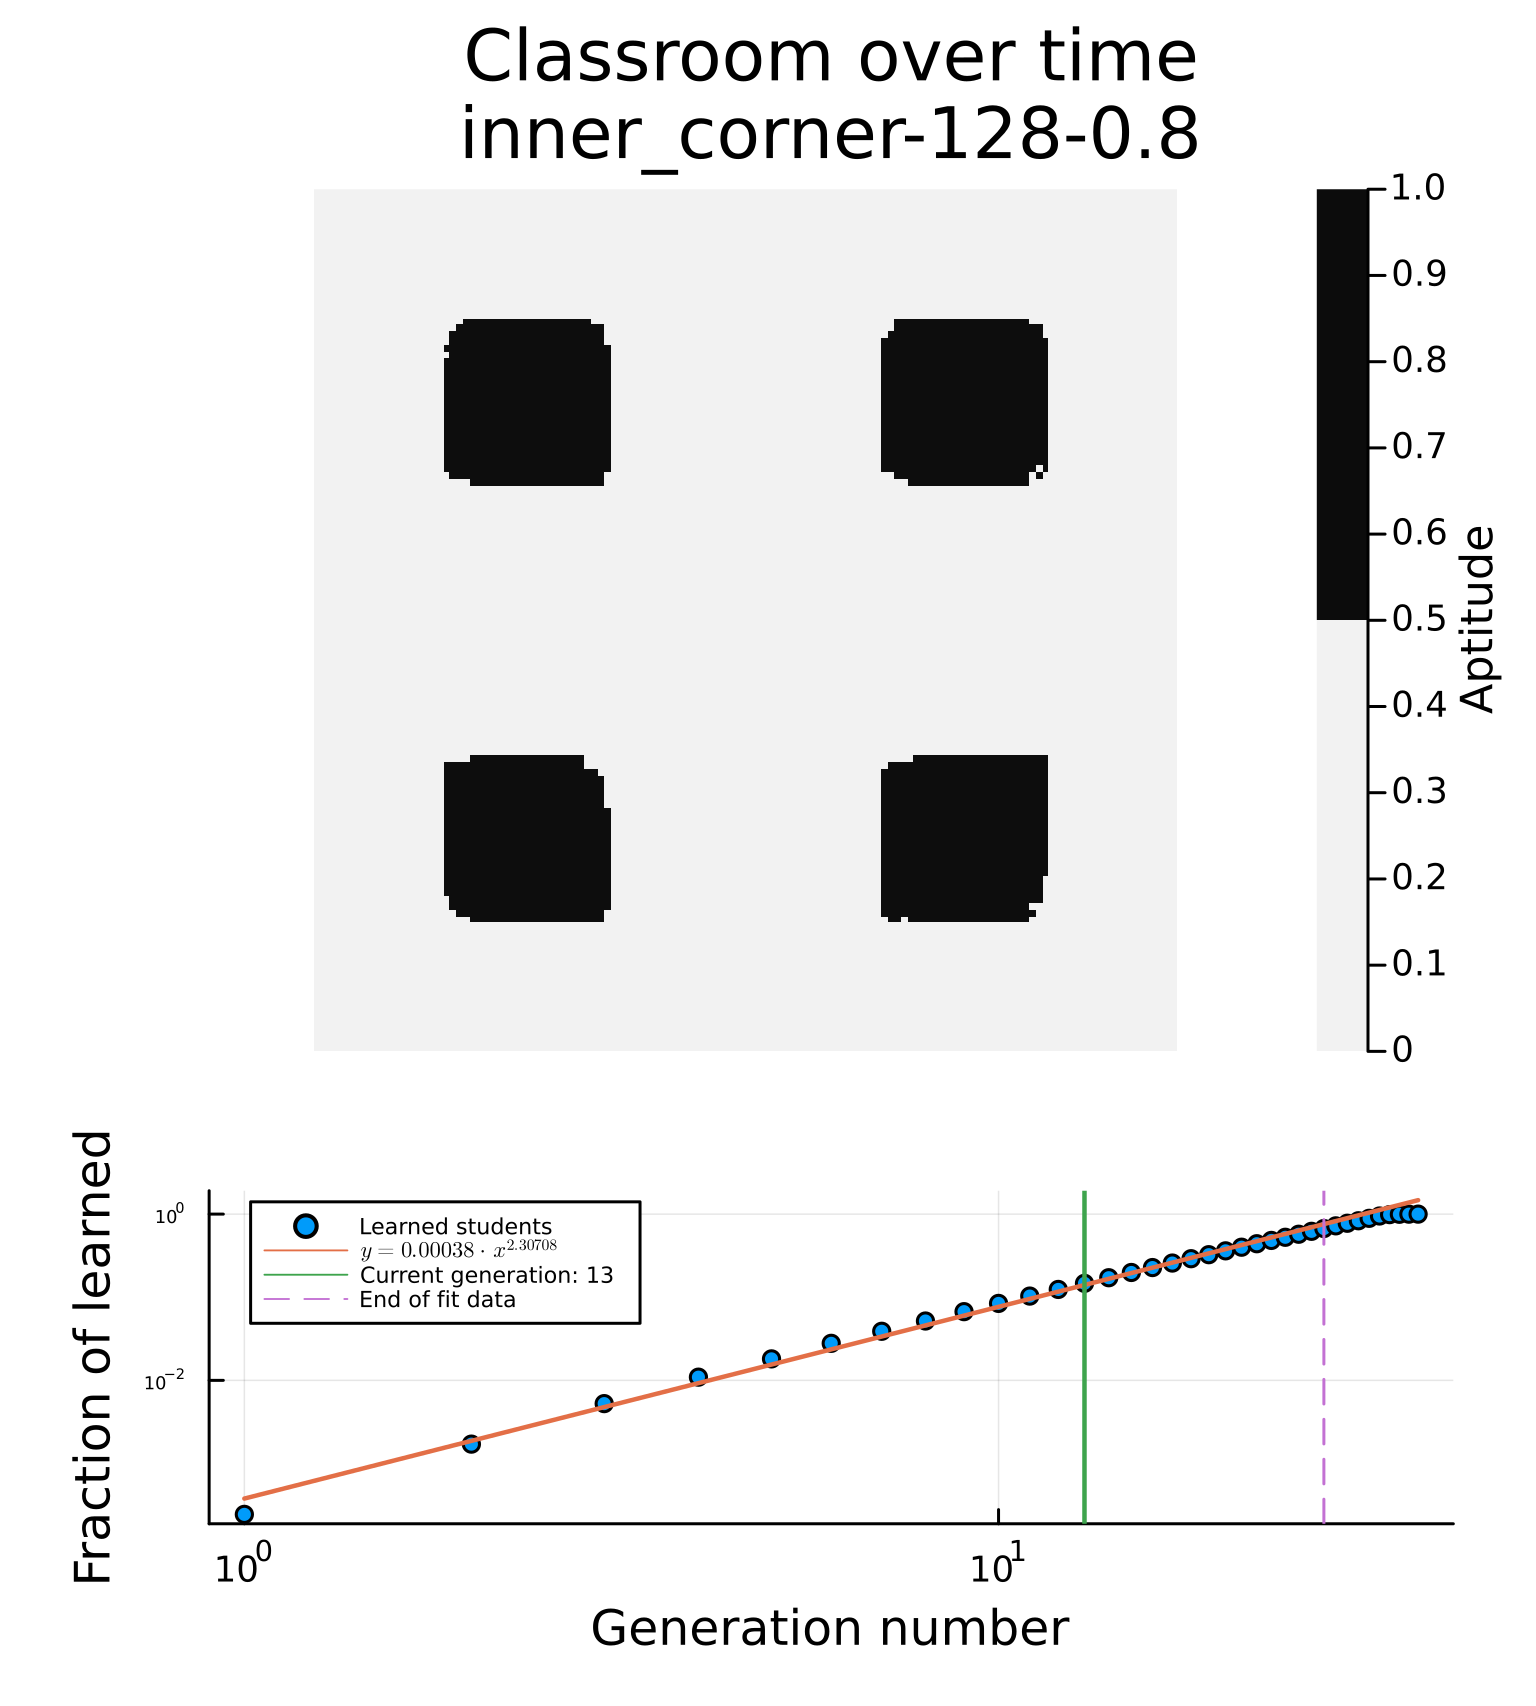 Classroom over time
inner_corner-128-0.8
1.0
0.9
0.8
0.7
0.6
0.5
0.4
0.3
0.2
0.1
0
Aptitude
Fraction of learned
10^0
10^{-2}
Learned students
y = 0.00038 · x^{2.30708}
Current generation: 13
End of fit data
10^0
10^1
Generation number